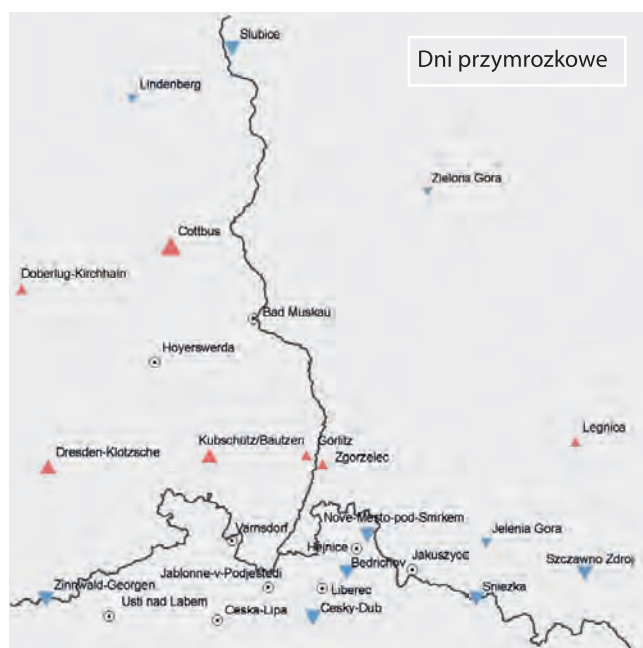 Slubice
Dni przymrozkowe
Lindenberg
Zielona Gora
Cottbus
Doberlug-Kirchhain
Bad Muskau
Hoyerswerda
Legnica
Kubschütz/Bautzen
Görlitz
Dresden-Klotzsche
Zgorzelec
Nove-Mesto-pod-Smrkem
Varnsdorf
Jelenia Gora
Hejnice
Jakuszyce
Szczawno Zdroj
Bedrichov
Jablonne-v-Podjestedi
Zinnwald-Georgen
Liberec
Sniezka
Usti nad Labem
Ceska-Lipa
Cesky-Dub